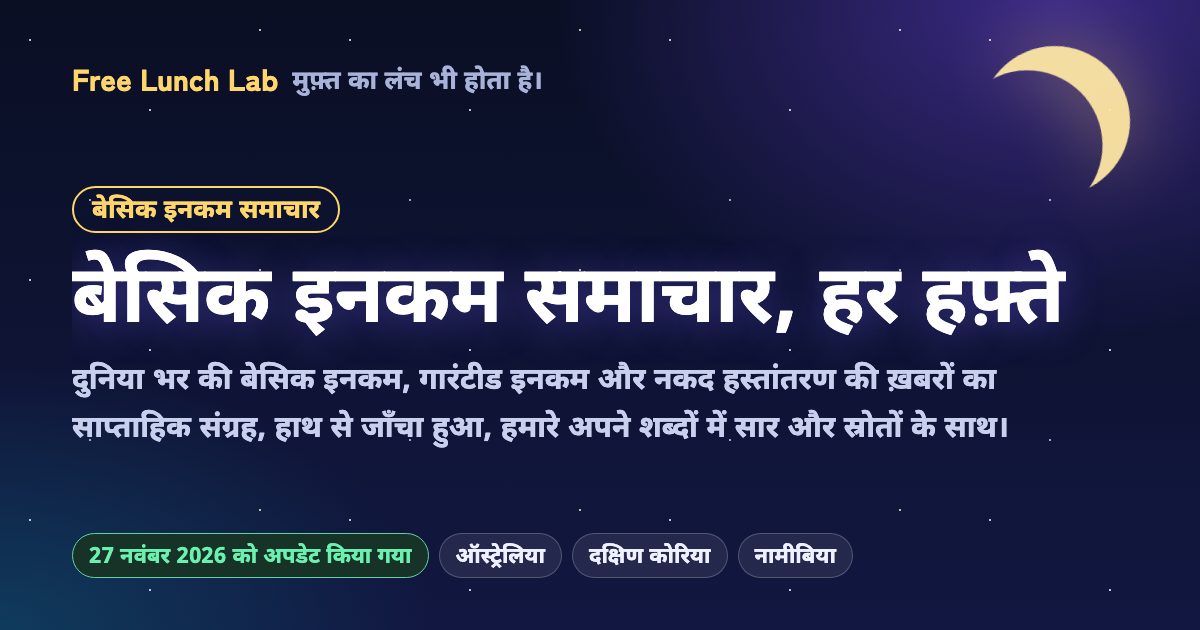 Free Lunch Lab मुफ़्त का लंच भी होता है।
बेसिक इनकम समाचार
बेसिक इनकम समाचार, हर हफ़्ते
दुनिया भर की बेसिक इनकम, गारंटीड इनकम और नकद हस्तांतरण की ख़बरों का
साप्ताहिक संग्रह, हाथ से जाँचा हुआ, हमारे अपने शब्दों में सार और स्रोतों के साथ।
27 नवंबर 2026 को अपडेट किया गया ऑस्ट्रेलिया दक्षिण कोरिया नामीबिया